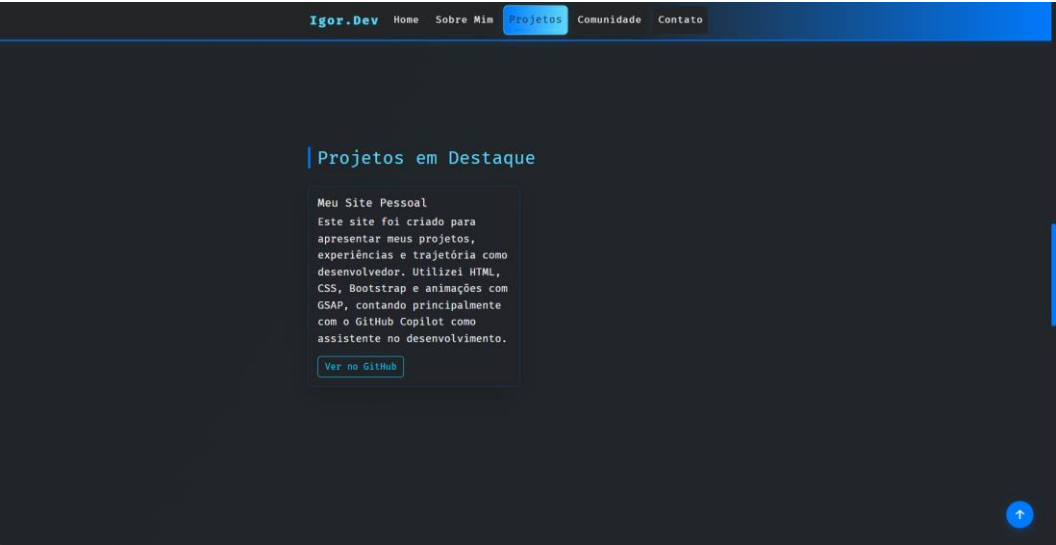 Igor.Dev Home Sobre Mim Projetos Comunidade Contato
Projetos em Destaque
Meu Site Pessoal
Este site foi criado para
apresentar meus projetos,
experiências e trajetória como
desenvolvedor. Utilizei HTML,
CSS, Bootstrap e animações com
GSAP, contando principalmente
com o GitHub Copilot como
assistente no desenvolvimento.
Ver no GitHub